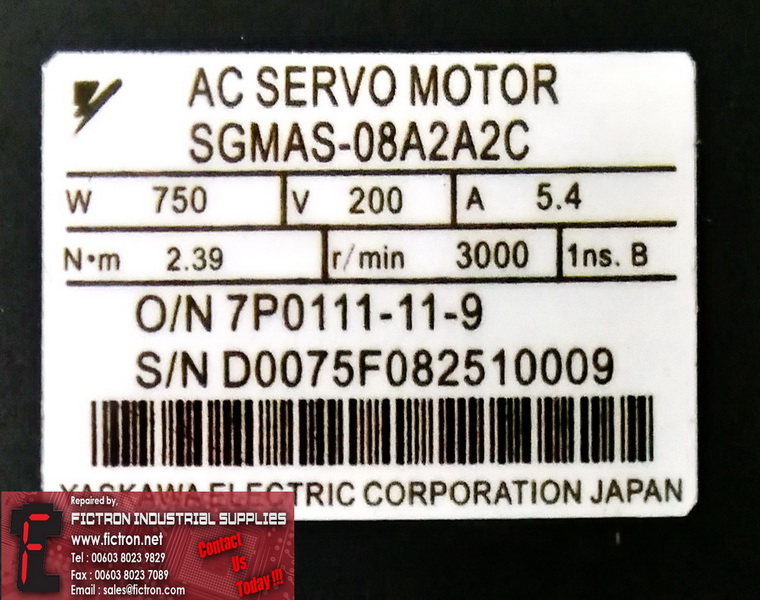 AC SERVO MOTOR
SGMAS-08A2A2C
W 750 V 200 A 5.4
N•m 2.39 r/min 3000 1ns. B
O/N 7P0111-11-9
S/N D0075F082510009
YASKAWA ELECTRIC CORPORATION JAPAN
Repaired by,
FICTRON INDUSTRIAL SUPPLIES
www.fictron.net
Tel : 00603 8023 9829
Fax : 00603 8023 7089
Email : sales@fictron.com
Contact
Us
Today !!!